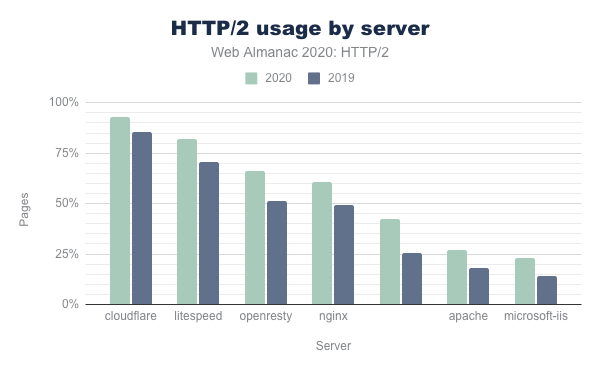 HTTP/2 usage by server
Web Almanac 2020: HTTP/2
2020 2019
100%
75%
50%
25%
0%
Pages
cloudflare litespeed openresty nginx apache microsoft-iis
Server